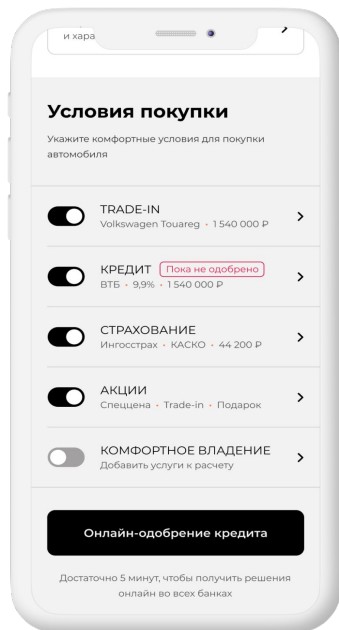 и хара
Условия покупки
Укажите комфортные условия для покупки
автомобиля
TRADE-IN
Volkswagen Touareg • 1 540 000 ₽
КРЕДИТ Пока не одобрено
ВТБ • 9,9% • 1 540 000 ₽
СТРАХОВАНИЕ
Ингосстрах • КАСКО • 44 200 ₽
АКЦИИ
Спеццена • Trade-in • Подарок
КОМФОРТНОЕ ВЛАДЕНИЕ
Добавить услуги к расчету
Онлайн-одобрение кредита
Достаточно 5 минут, чтобы получить решения
онлайн во всех банках